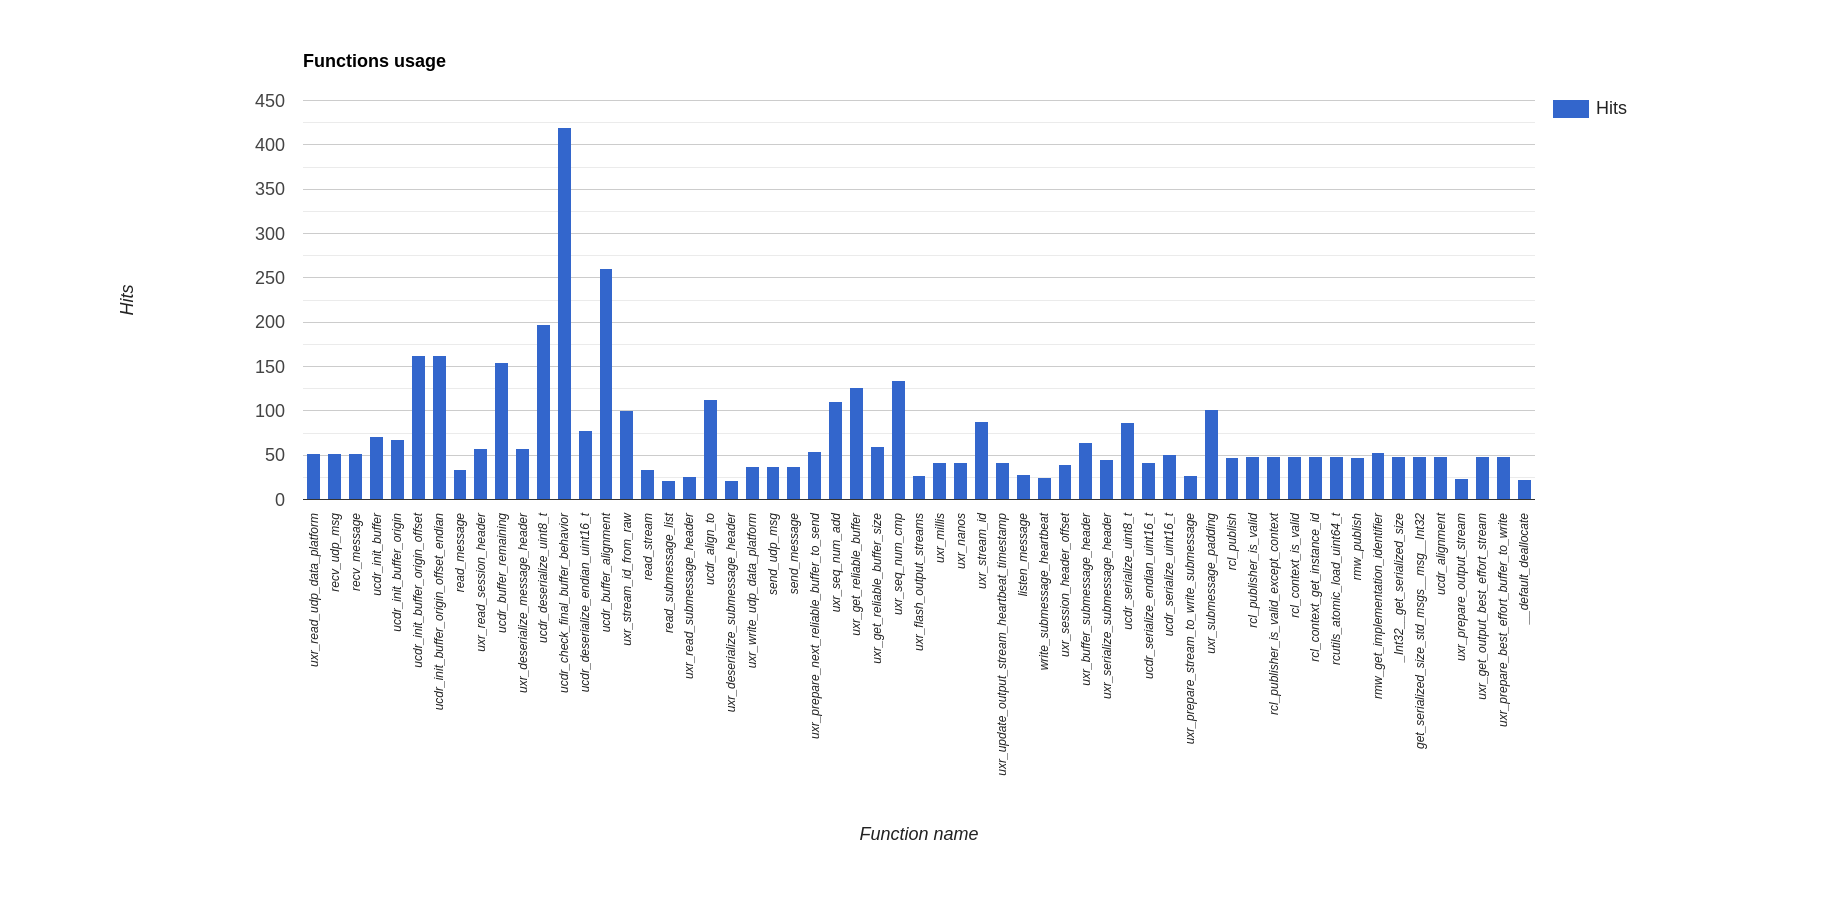 Functions usage
450
400
350
300
250
200
150
100
50
0
Hits
Hits
uxr_read_udp_data_platform
recv_udp_msg
recv_message
ucdr_init_buffer
ucdr_init_buffer_origin
ucdr_init_buffer_origin_offset
ucdr_init_buffer_origin_offset_endian
read_message
uxr_read_session_header
ucdr_buffer_remaining
uxr_deserialize_message_header
ucdr_deserialize_uint8_t
ucdr_check_final_buffer_behavior
ucdr_deserialize_endian_uint16_t
ucdr_buffer_alignment
uxr_stream_id_from_raw
read_stream
read_submessage_list
uxr_read_submessage_header
ucdr_align_to
uxr_deserialize_submessage_header
uxr_write_udp_data_platform
send_udp_msg
send_message
uxr_prepare_next_reliable_buffer_to_send
uxr_seq_num_add
uxr_get_reliable_buffer
uxr_get_reliable_buffer_size
uxr_seq_num_cmp
uxr_flash_output_streams
uxr_millis
uxr_nanos
uxr_stream_id
uxr_update_output_stream_heartbeat_timestamp
listen_message
write_submessage_heartbeat
uxr_session_header_offset
uxr_buffer_submessage_header
uxr_serialize_submessage_header
ucdr_serialize_uint8_t
ucdr_serialize_endian_uint16_t
ucdr_serialize_uint16_t
uxr_prepare_stream_to_write_submessage
uxr_submessage_padding
rcl_publish
rcl_publisher_is_valid
rcl_publisher_is_valid_except_context
rcl_context_is_valid
rcl_context_get_instance_id
rcutils_atomic_load_uint64_t
rmw_publish
rmw_get_implementation_identifier
_Int32__get_serialized_size
get_serialized_size_std_msgs__msg__Int32
ucdr_alignment
uxr_prepare_output_stream
uxr_get_output_best_effort_stream
uxr_prepare_best_effort_buffer_to_write
__default_deallocate
Function name